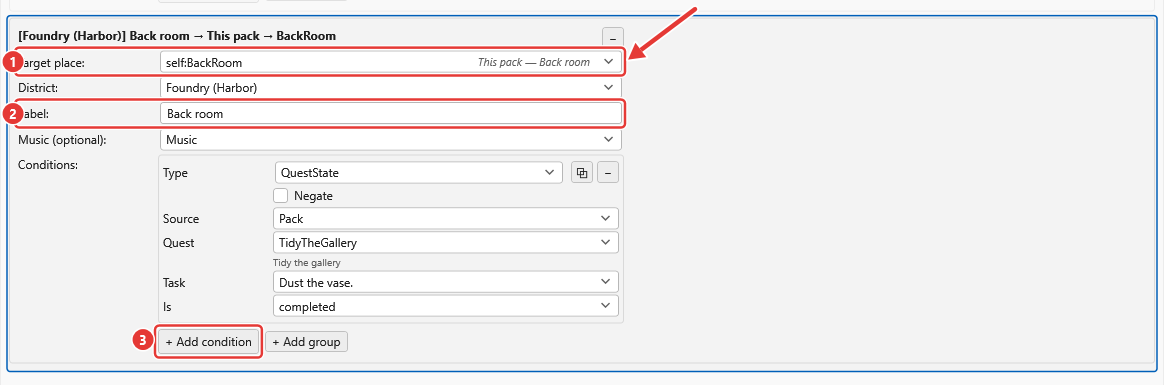 [Foundry (Harbor)] Back room → This pack → BackRoom
–
1 arget place: self:BackRoom This pack — Back room
District: Foundry (Harbor)
2 abel: Back room
Music (optional): Music
Conditions:
Type QuestState –
Negate
Source Pack
Quest TidyTheGallery
Tidy the gallery
Task Dust the vase.
Is completed
3 + Add condition + Add group